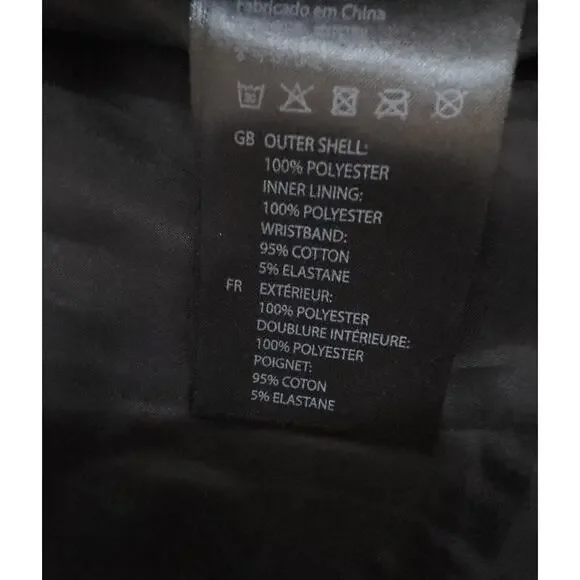 Fabricado em China
GB OUTER SHELL:
100% POLYESTER
INNER LINING:
100% POLYESTER
WRISTBAND:
95% COTTON
5% ELASTANE
FR EXTÉRIEUR:
100% POLYESTER
DOUBLURE INTÉRIEURE:
100% POLYESTER
POIGNET:
95% COTON
5% ELASTANE